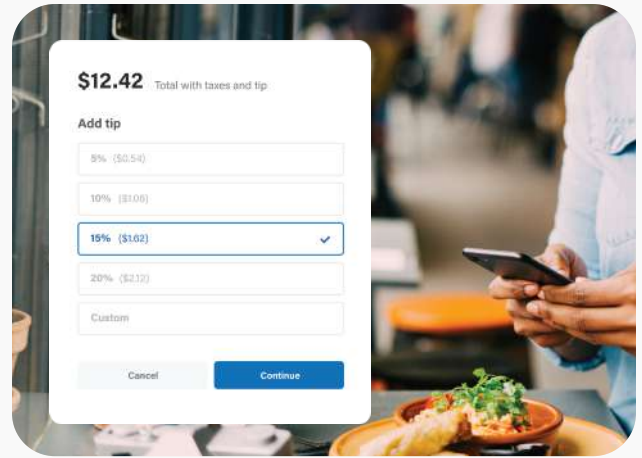 $12.42 Total with taxes and tip
Add tip
5% ($0.54)
10% ($1.08)
15% ($1.62)
20% ($2.12)
Custom
Cancel
Continue